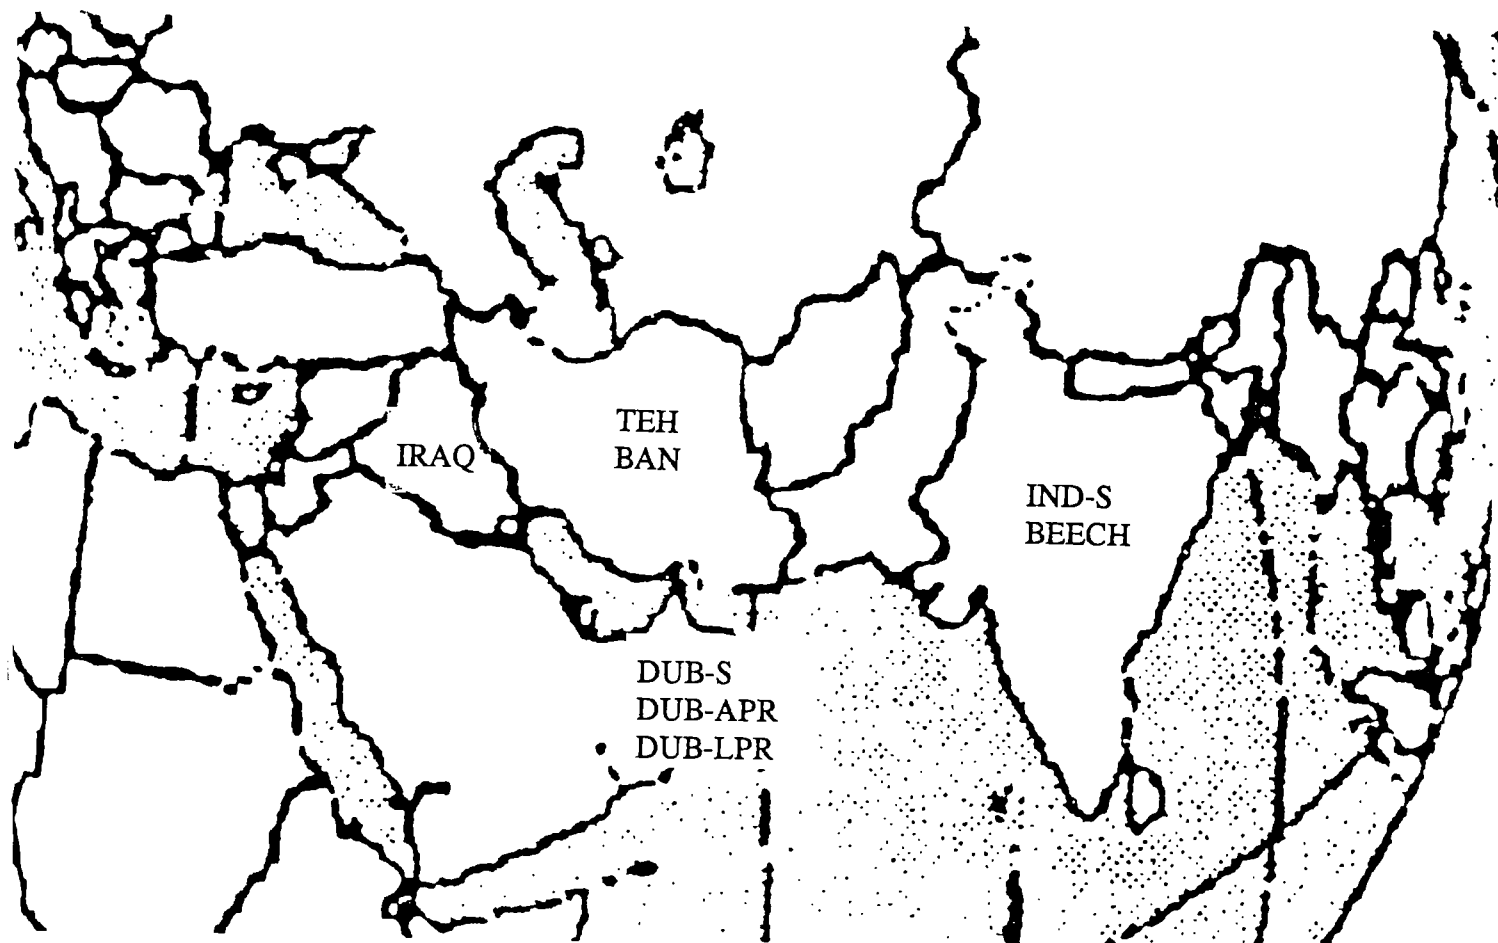 TEH
BAN
IRAQ
IND-S
BEECH
DUB-S
DUB-APR
DUB-LPR